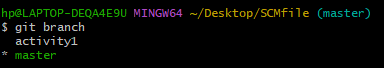 hp@LAPTOP-DEQA4E9U MINGW64 ~/Desktop/SCMfile (master)
$ git branch
  activity1
* master